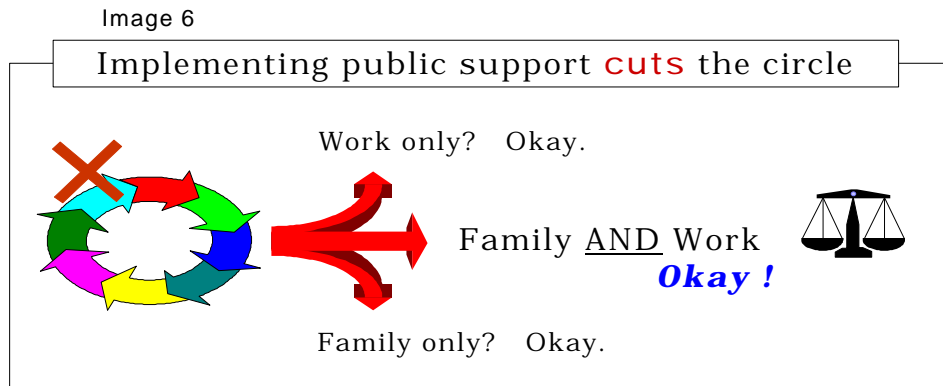 Image 6
Implementing public support cuts the circle
Work only? Okay.
Family AND Work
Okay !
Family only? Okay.